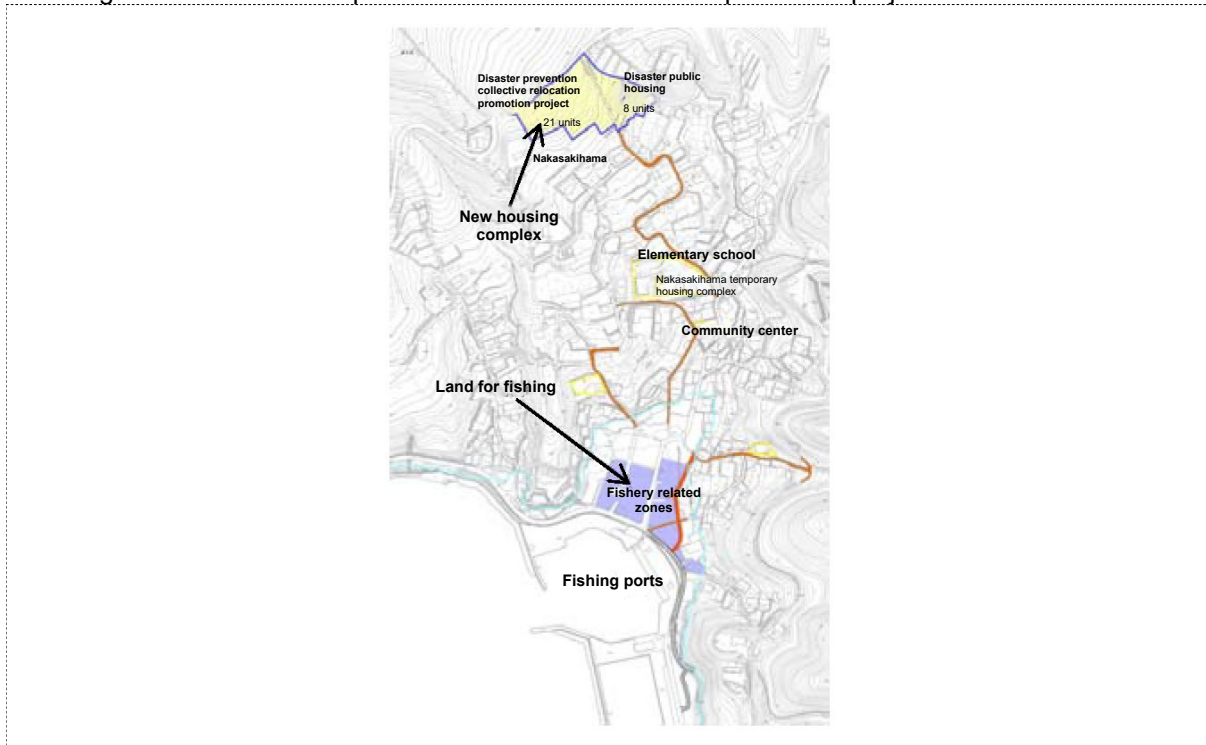 Disaster prevention
collective relocation
promotion project
21 units
Disaster public
housing
8 units
Nakasakihama
New housing
complex
Elementary school
Nakasakihama temporary
housing complex
Community center
Land for fishing
Fishery related
zones
Fishing ports